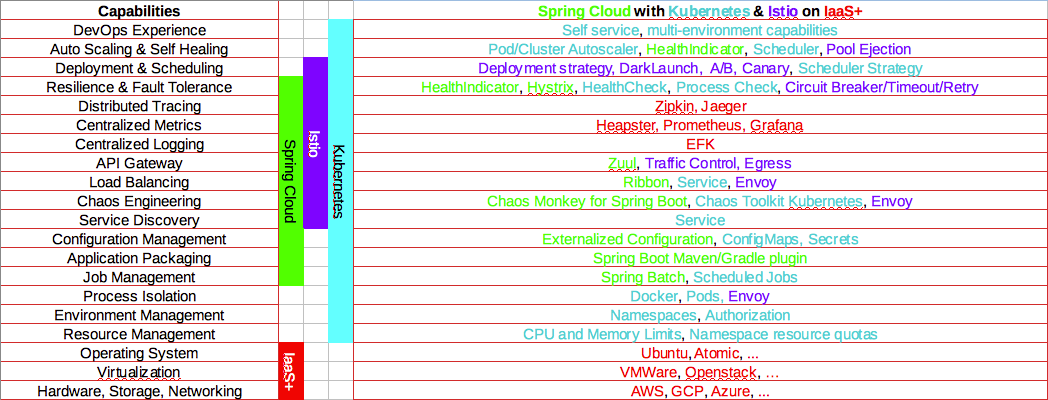 Capabilities Spring Cloud with Kubernetes & Istio on IaaS+
DevOps Experience Self service, multi-environment capabilities
Auto Scaling & Self Healing Pod/Cluster Autoscaler, HealthIndicator, Scheduler, Pool Ejection
Deployment & Scheduling Deployment strategy, DarkLaunch, A/B, Canary, Scheduler Strategy
Resilience & Fault Tolerance HealthIndicator, Hystrix, HealthCheck, Process Check, Circuit Breaker/Timeout/Retry
Distributed Tracing Zipkin, Jaeger
Centralized Metrics Heapster, Prometheus, Grafana
Centralized Logging EFK
API Gateway Zuul, Traffic Control, Egress
Load Balancing Ribbon, Service, Envoy
Chaos Engineering Chaos Monkey for Spring Boot, Chaos Toolkit Kubernetes, Envoy
Service Discovery Service
Configuration Management Externalized Configuration, ConfigMaps, Secrets
Application Packaging Spring Boot Maven/Gradle plugin
Job Management Spring Batch, Scheduled Jobs
Process Isolation Docker, Pods, Envoy
Environment Management Namespaces, Authorization
Resource Management CPU and Memory Limits, Namespace resource quotas
Operating System Ubuntu, Atomic, ...
Virtualization VMWare, Openstack, …
Hardware, Storage, Networking AWS, GCP, Azure, ...
Spring Cloud
Istio
Kubernetes
IaaS+